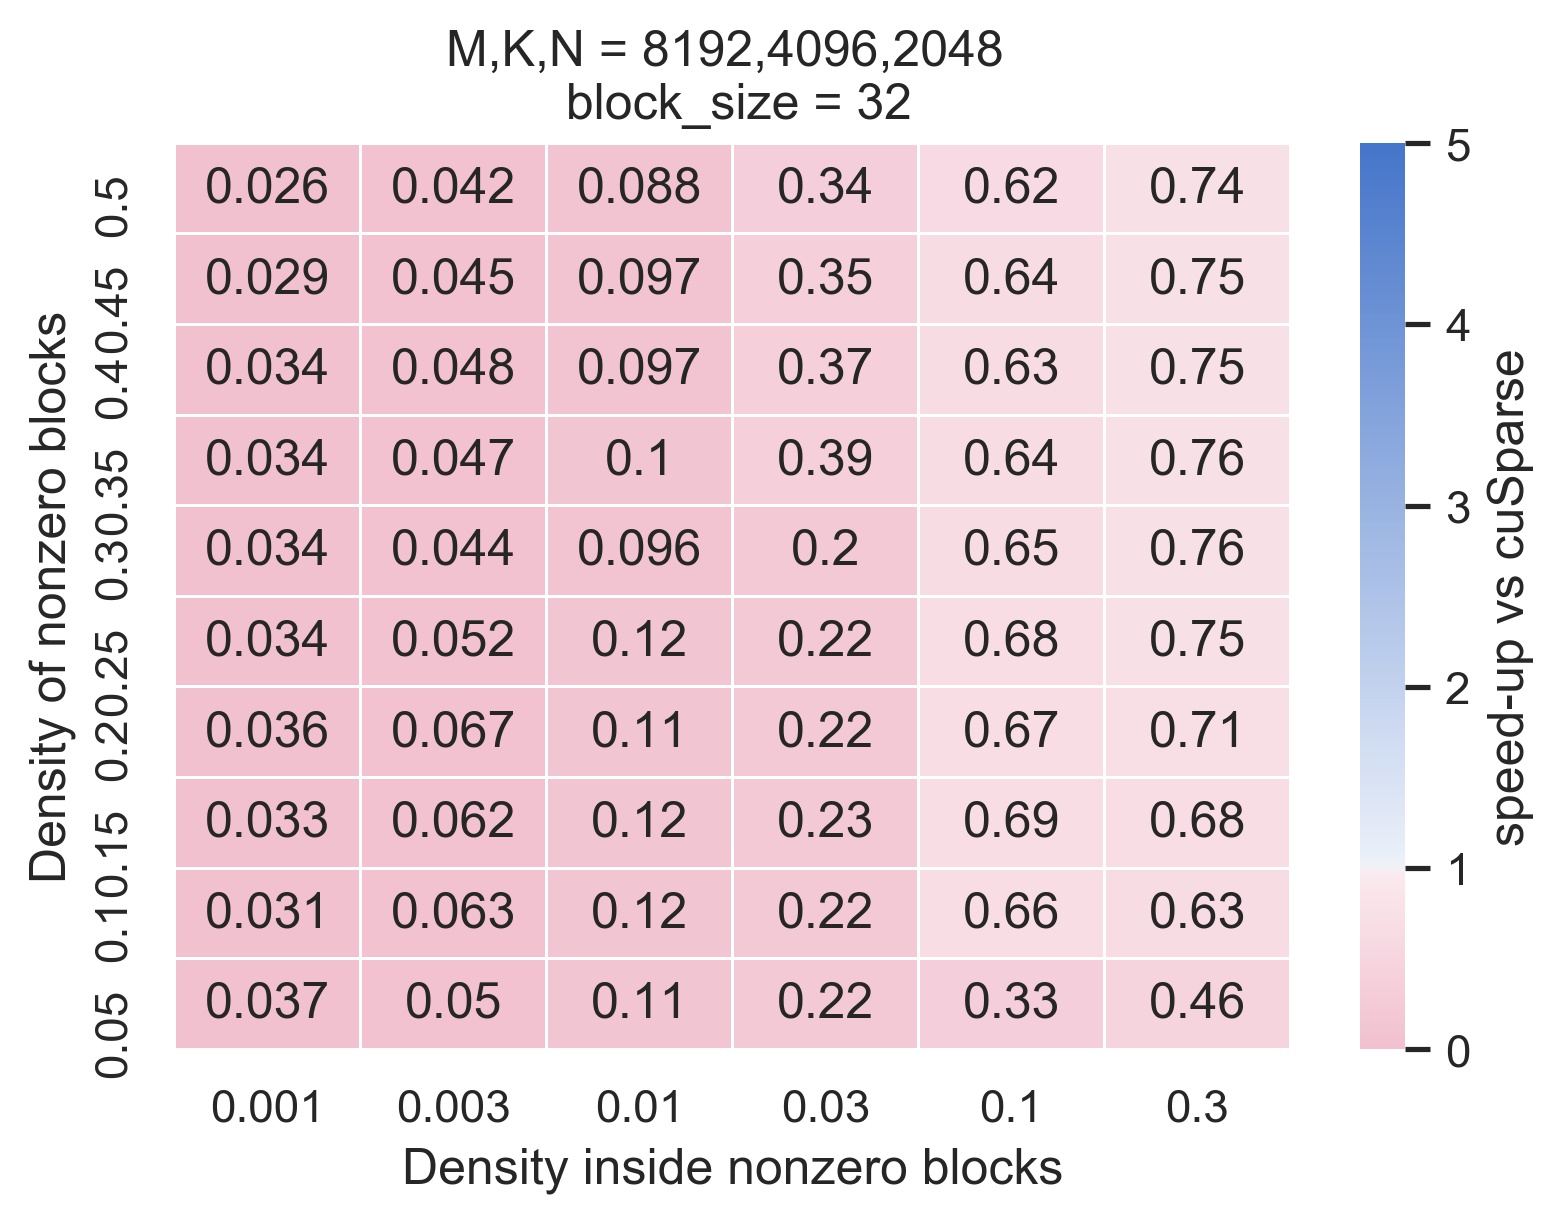 M,K,N = 8192,4096,2048
block_size = 32
Density of nonzero blocks
0.5 0.026 0.042 0.088 0.34 0.62 0.74
0.45 0.029 0.045 0.097 0.35 0.64 0.75
0.4 0.034 0.048 0.097 0.37 0.63 0.75
0.35 0.034 0.047 0.1 0.39 0.64 0.76
0.3 0.034 0.044 0.096 0.2 0.65 0.76
0.25 0.034 0.052 0.12 0.22 0.68 0.75
0.2 0.036 0.067 0.11 0.22 0.67 0.71
0.15 0.033 0.062 0.12 0.23 0.69 0.68
0.1 0.031 0.063 0.12 0.22 0.66 0.63
0.05 0.037 0.05 0.11 0.22 0.33 0.46
0.001 0.003 0.01 0.03 0.1 0.3
Density inside nonzero blocks
5
4
3
2
1
0
speed-up vs cuSparse